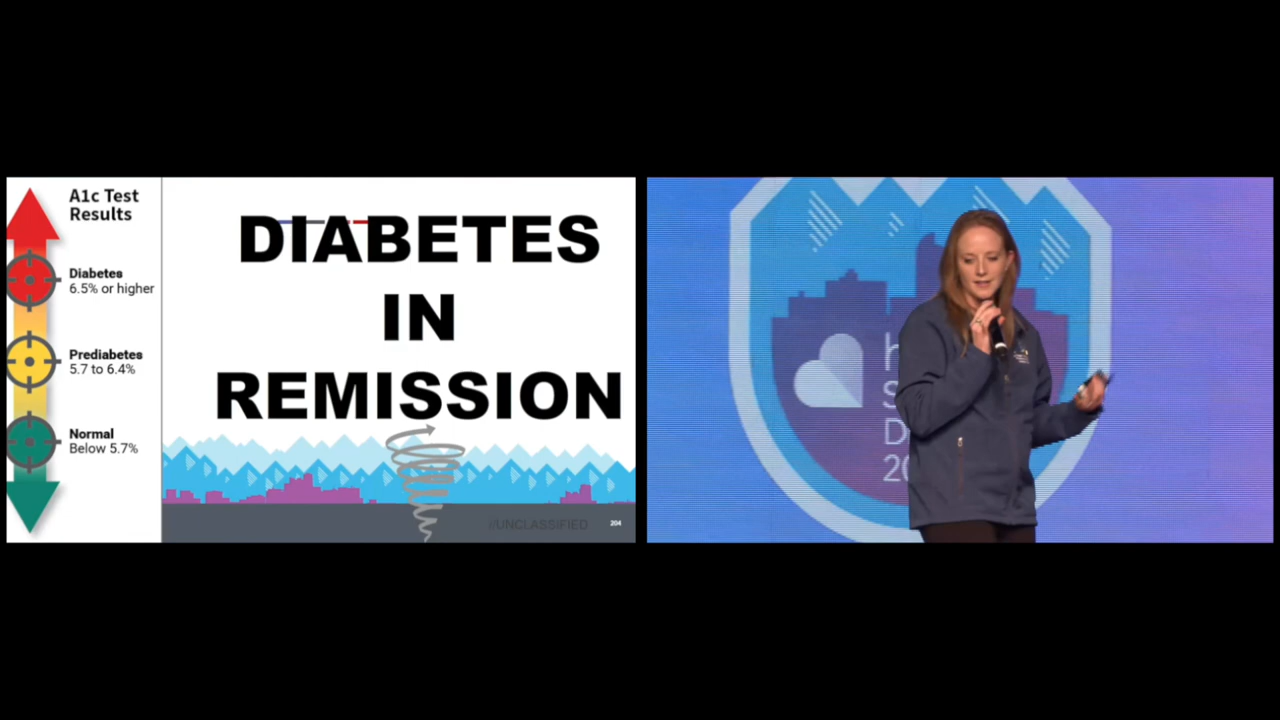 A1c Test
Results
Diabetes
6.5% or higher
Prediabetes
5.7 to 6.4%
Normal
Below 5.7%
DIABETES
IN
REMISSION
//UNCLASSIFIED
204
h
S
D
20